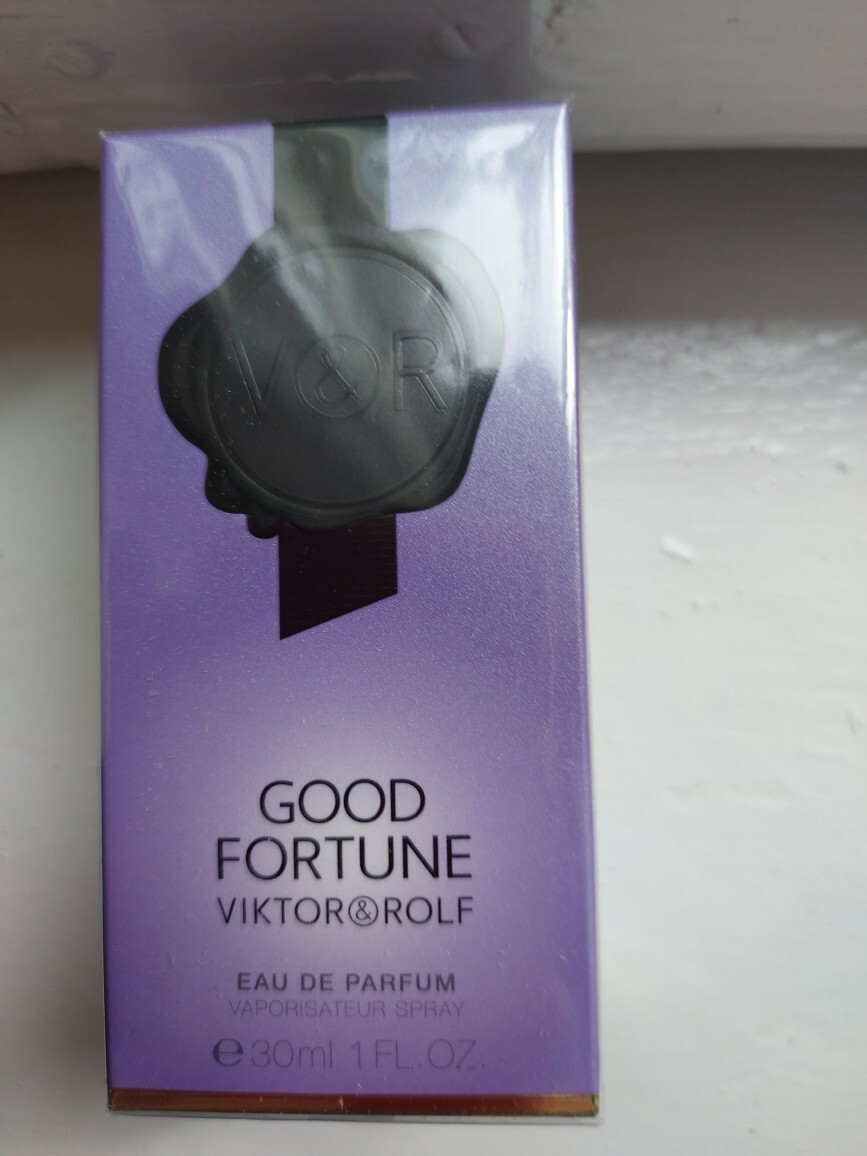 V&R
GOOD
FORTUNE
VIKTOR&ROLF
EAU DE PARFUM
VAPORISATEUR SPRAY
℮30ml 1 FL. OZ.